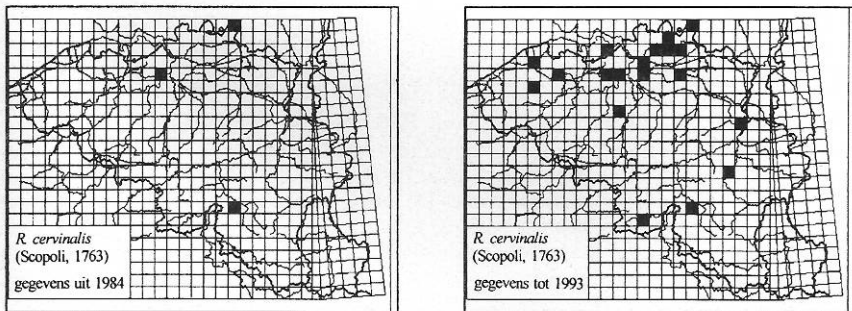 R. cervinalis
(Scopoli, 1763)
gegevens uit 1984
R. cervinalis
(Scopoli, 1763)
gegevens tot 1993